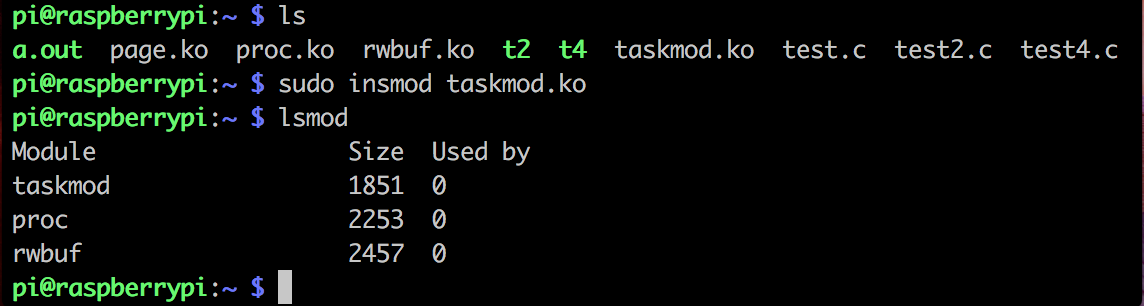 pi@raspberrypi:~ $ ls
a.out  page.ko  proc.ko  rwbuf.ko  t2  t4  taskmod.ko  test.c  test2.c  test4.c
pi@raspberrypi:~ $ sudo insmod taskmod.ko
pi@raspberrypi:~ $ lsmod
Module                  Size  Used by
taskmod                 1851  0
proc                    2253  0
rwbuf                   2457  0
pi@raspberrypi:~ $